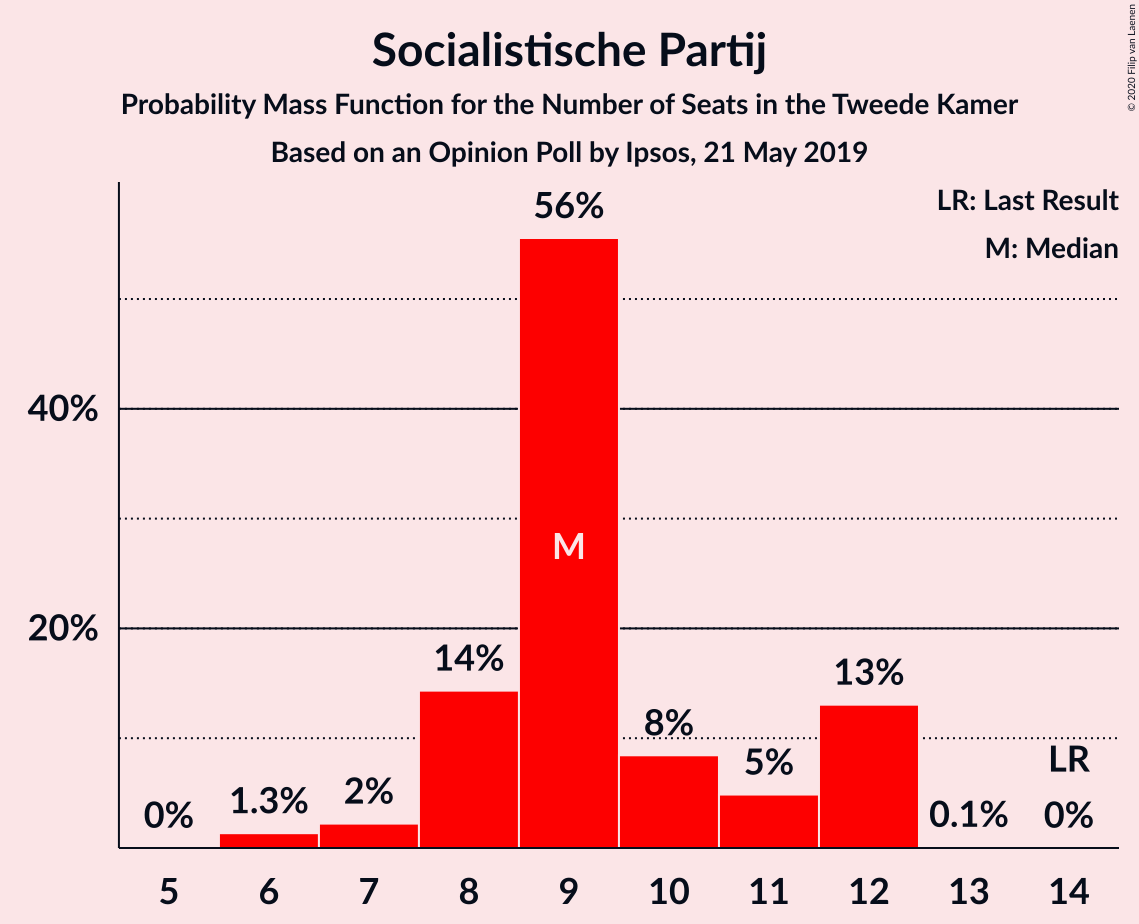 Socialistische Partij
Probability Mass Function for the Number of Seats in the Tweede Kamer
Based on an Opinion Poll by Ipsos, 21 May 2019
© 2020 Filip van Laenen
LR: Last Result
M: Median
56%
40%
M
20%
14%
13%
8%
5%
LR
2%
1.3%
0%
0.1%
0%
5 6 7 8 9 10 11 12 13 14